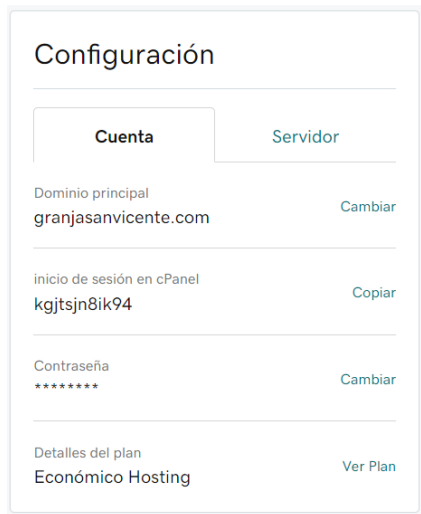 Configuración
Cuenta
Servidor
Dominio principal
granjasanvicente.com
Cambiar
inicio de sesión en cPanel
kgjtsjn8ik94
Copiar
Contraseña
********
Cambiar
Detalles del plan
Económico Hosting
Ver Plan